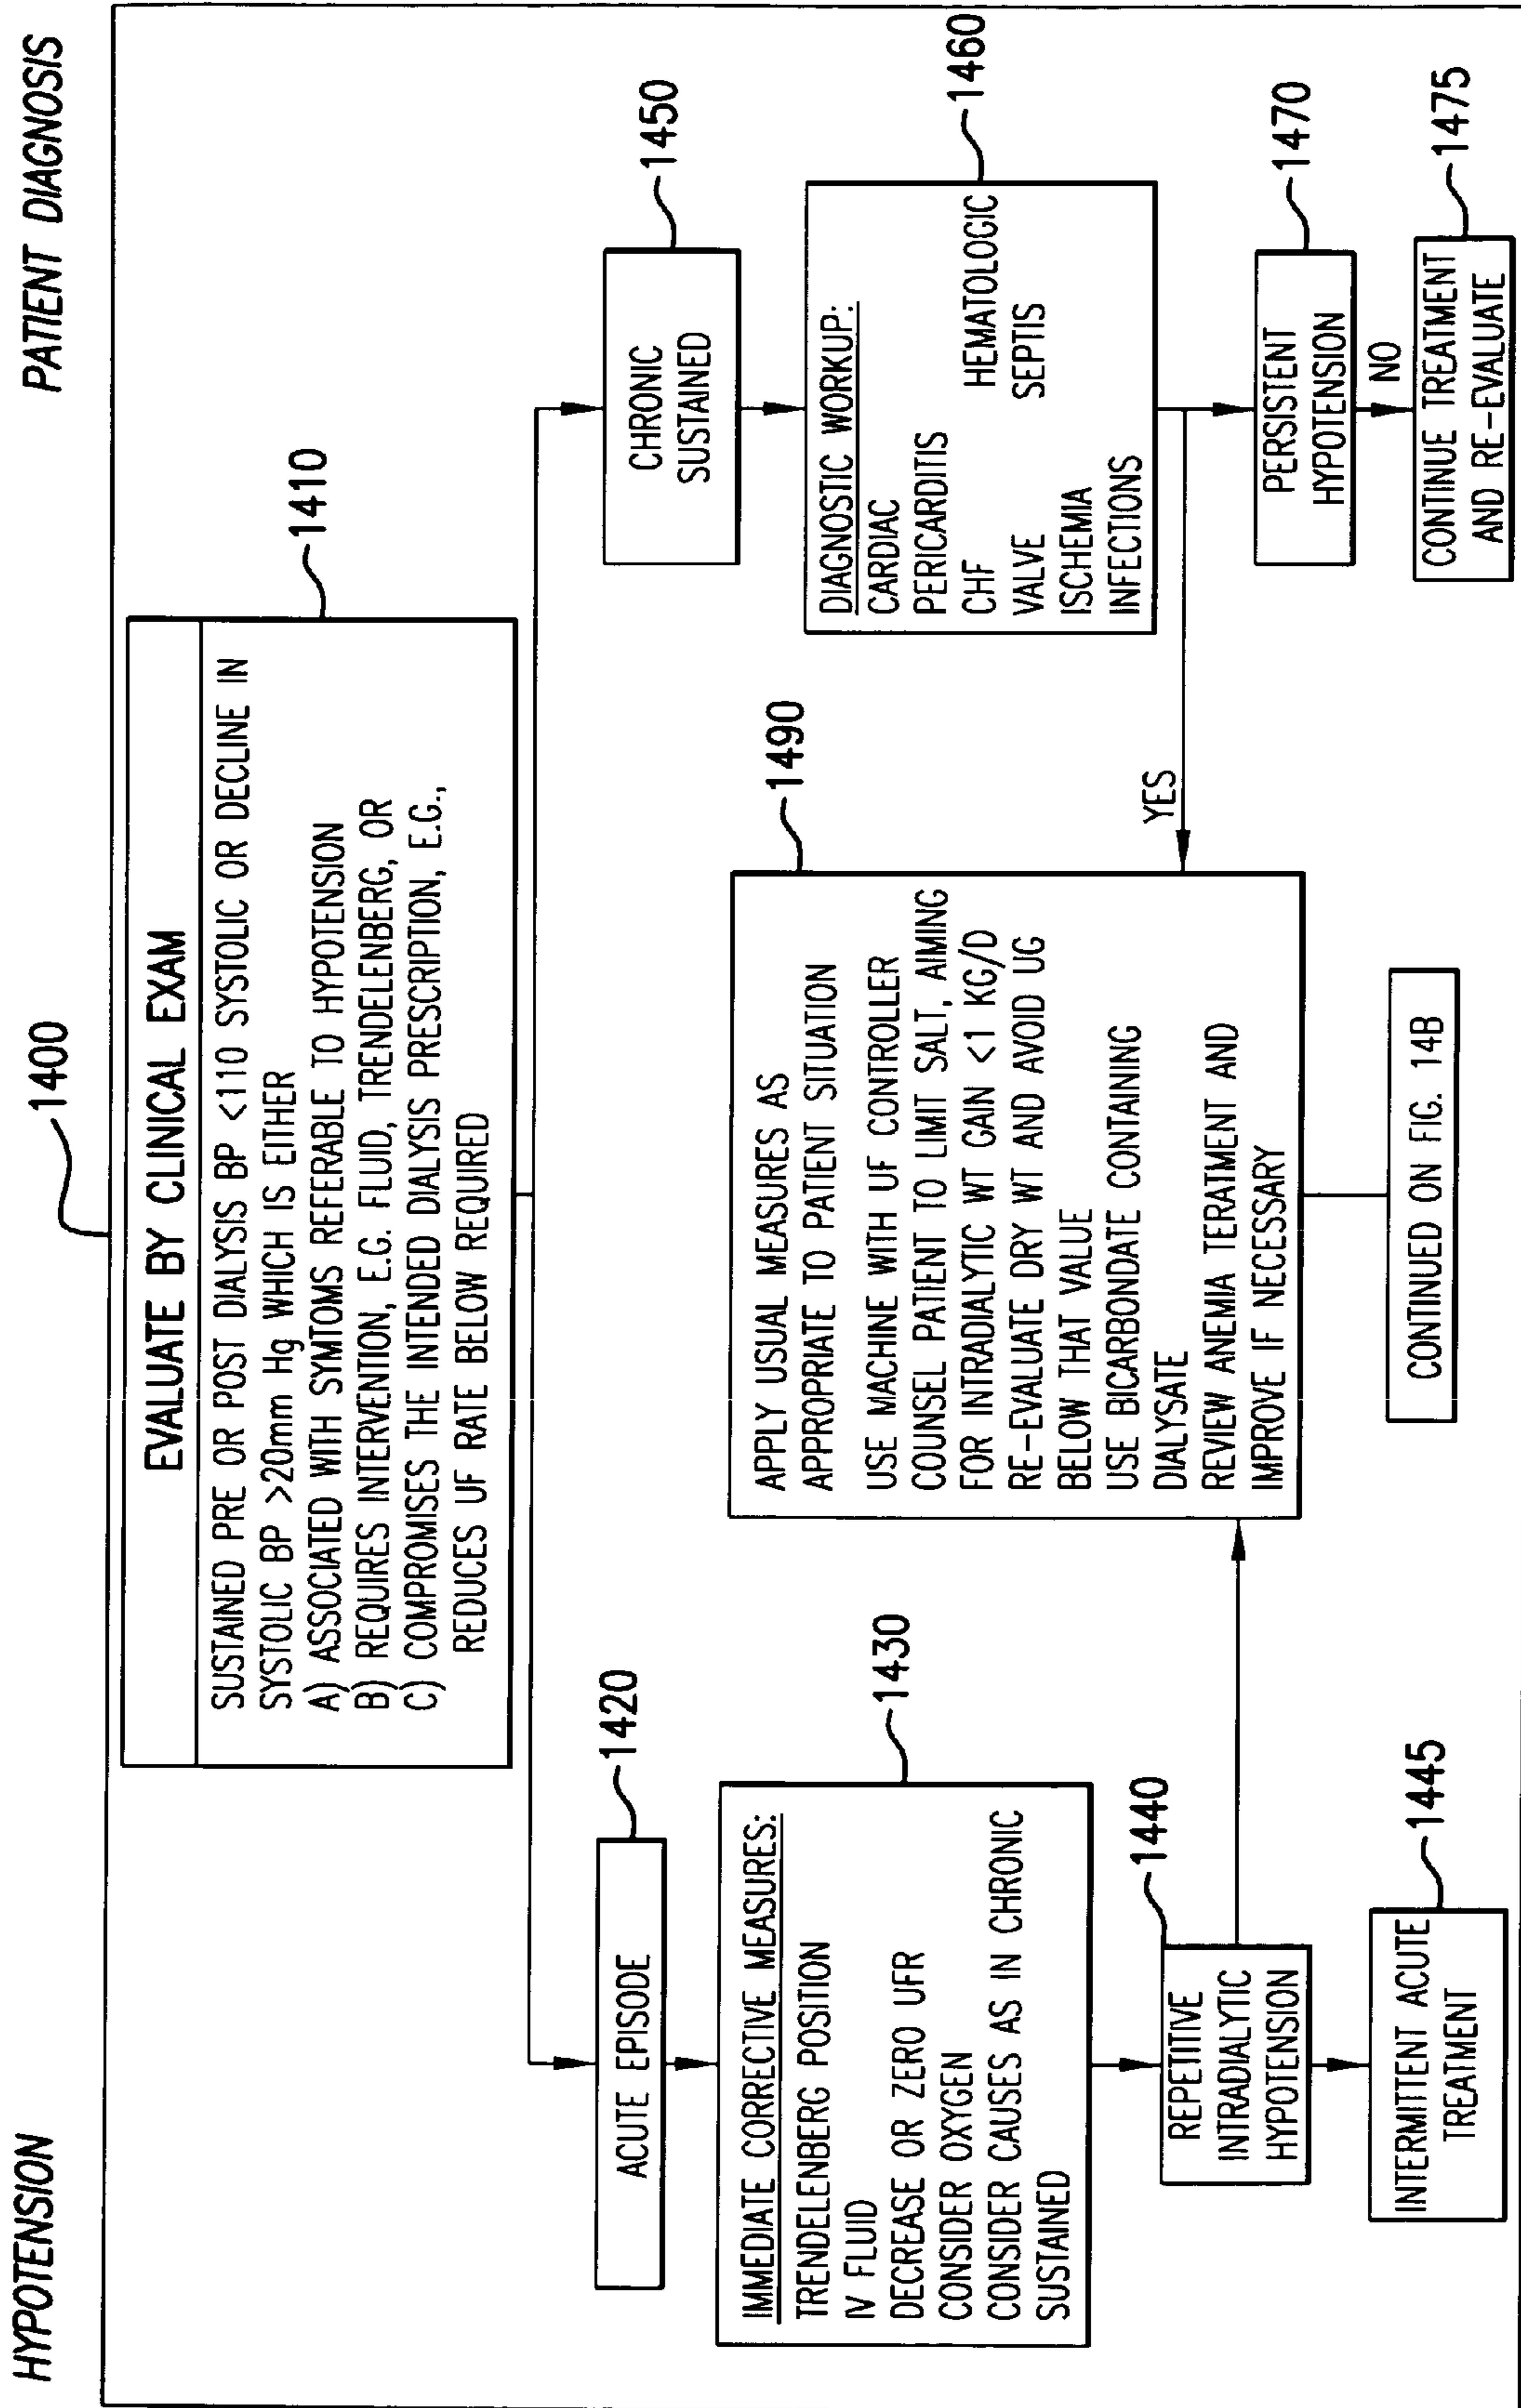 HYPOTENSION
PATIENT DIAGNOSIS
1400
EVALUATE BY CLINICAL EXAM
1410
SUSTAINED PRE OR POST DIALYSIS BP <110 SYSTOLIC OR DECLINE IN
SYSTOLIC BP >20mm Hg WHICH IS EITHER
A) ASSOCIATED WITH SYMTOMS REFERABLE TO HYPOTENSION
B) REQUIRES INTERVENTION, E.G. FLUID, TRENDELENBERG, OR
C) COMPROMISES THE INTENDED DIALYSIS PRESCRIPTION, E.G.,
REDUCES UF RATE BELOW REQUIRED
1420
ACUTE EPISODE
1430
IMMEDIATE CORRECTIVE MEASURES:
TRENDELENBERG POSITION
IV FLUID
DECREASE OR ZERO UFR
CONSIDER OXYGEN
CONSIDER CAUSES AS IN CHRONIC
SUSTAINED
1440
REPETITIVE
INTRADIALYTIC
HYPOTENSION
1445
INTERMITTENT ACUTE
TREATMENT
1490
APPLY USUAL MEASURES AS
APPROPRIATE TO PATIENT SITUATION
USE MACHINE WITH UF CONTROLLER
COUNSEL PATIENT TO LIMIT SALT, AIMING
FOR INTRADIALYTIC WT GAIN <1 KG/D
RE-EVALUATE DRY WT AND AVOID UG
BELOW THAT VALUE
USE BICARBONDATE CONTAINING
DIALYSATE
REVIEW ANEMIA TERATMENT AND
IMPROVE IF NECESSARY
CONTINUED ON FIG. 14B
YES
1450
CHRONIC
SUSTAINED
1460
DIAGNOSTIC WORKUP:
CARDIAC
PERICARDITIS
CHF HEMATOLOGIC
VALVE SEPTIS
ISCHEMIA
INFECTIONS
1470
PERSISTENT
HYPOTENSION
NO
1475
CONTINUE TREATMENT
AND RE-EVALUATE